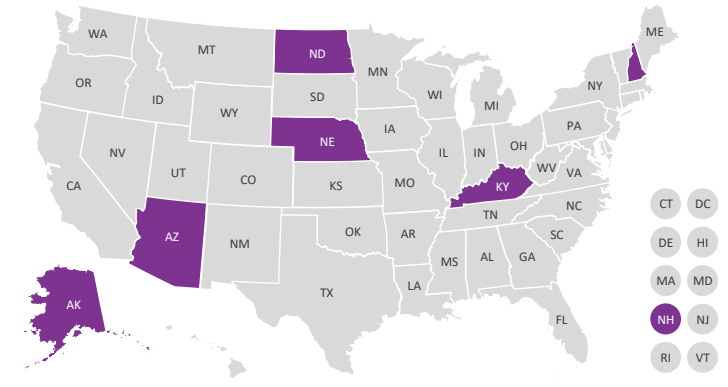 WA
MT
ND
ME
OR
ID
WY
SD
MN
WI
MI
NY
NV
UT
CO
NE
IA
IL
IN
OH
PA
CA
KS
MO
KY
WV
VA
AZ
NM
OK
AR
TN
NC
SC
TX
LA
MS
AL
GA
FL
AK
CT DC
DE HI
MA MD
NH NJ
RI VT